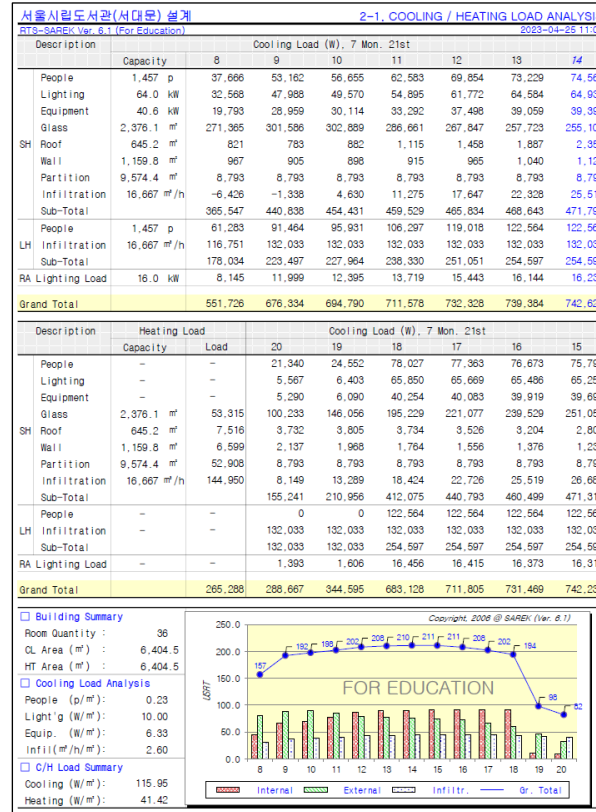 서울시립도서관(서대문) 설계 2-1. COOLING / HEATING LOAD ANALYSI
RTS-SAREK Ver. 6.1 (For Education) 2023-04-25 11:0
Description Cooling Load (W), 7 Mon. 21st
Capacity 8 9 10 11 12 13 14
People 1,457 p 37,666 53,162 56,655 62,583 69,854 73,229 74,56
Lighting 64.0 kW 32,568 47,988 49,570 54,895 61,772 64,584 64,93
Equipment 40.6 kW 19,793 28,959 30,114 33,292 37,498 39,059 39,39
Glass 2,376.1 ㎡ 271,365 301,586 302,889 286,661 267,847 257,723 255,10
SH Roof 645.2 ㎡ 821 783 882 1,115 1,458 1,887 2,35
Wall 1,159.8 ㎡ 967 905 898 915 965 1,040 1,12
Partition 9,574.4 ㎡ 8,793 8,793 8,793 8,793 8,793 8,793 8,79
Infiltration 16,667 ㎥/h -6,426 -1,338 4,630 11,275 17,647 22,328 25,51
Sub-Total 365,547 440,838 454,431 459,529 465,834 468,643 471,79
People 1,457 p 61,283 91,464 95,931 106,297 119,018 122,564 122,56
LH Infiltration 16,667 ㎥/h 116,751 132,033 132,033 132,033 132,033 132,033 132,03
Sub-Total 178,034 223,497 227,964 238,330 251,051 254,597 254,59
RA Lighting Load 16.0 kW 8,145 11,999 12,395 13,719 15,443 16,144 16,23
Grand Total 551,726 676,334 694,790 711,578 732,328 739,384 742,62
Description Heating Load Cooling Load (W), 7 Mon. 21st
Capacity Load 20 19 18 17 16 15
People - - 21,340 24,552 78,027 77,363 76,673 75,79
Lighting - - 5,567 6,403 65,850 65,669 65,486 65,25
Equipment - - 5,290 6,090 40,254 40,083 39,919 39,69
Glass 2,376.1 ㎡ 53,315 100,233 146,056 195,229 221,077 239,529 251,05
SH Roof 645.2 ㎡ 7,516 3,732 3,805 3,734 3,526 3,204 2,80
Wall 1,159.8 ㎡ 6,599 2,137 1,968 1,764 1,556 1,376 1,23
Partition 9,574.4 ㎡ 52,908 8,793 8,793 8,793 8,793 8,793 8,79
Infiltration 16,667 ㎥/h 144,950 8,149 13,289 18,424 22,726 25,519 26,68
Sub-Total 155,241 210,956 412,075 440,793 460,499 471,31
People - - 0 0 122,564 122,564 122,564 122,56
LH Infiltration - - 132,033 132,033 132,033 132,033 132,033 132,03
Sub-Total 132,033 132,033 254,597 254,597 254,597 254,59
RA Lighting Load - - 1,393 1,606 16,456 16,415 16,373 16,31
Grand Total 265,288 288,667 344,595 683,128 711,805 731,469 742,23
□ Building Summary
Room Quantity : 36
CL Area (㎡) : 6,404.5
HT Area (㎡) : 6,404.5
□ Cooling Load Analysis
People (p/㎡): 0.23
Light'g (W/㎡): 10.00
Equip. (W/㎡): 6.33
Infil(㎥/h/㎡): 2.60
□ C/H Load Summary
Cooling (W/㎡): 115.95
Heating (W/㎡): 41.42
Copyright, 2006 @ SAREK (Ver. 6.1)
250.0
200.0
150.0
100.0
50.0
0.0
USRT
157 192 198 202 208 210 211 211 208 202 194 98 82
FOR EDUCATION
8 9 10 11 12 13 14 15 16 17 18 19 20
Internal External Infiltr. Gr. Total